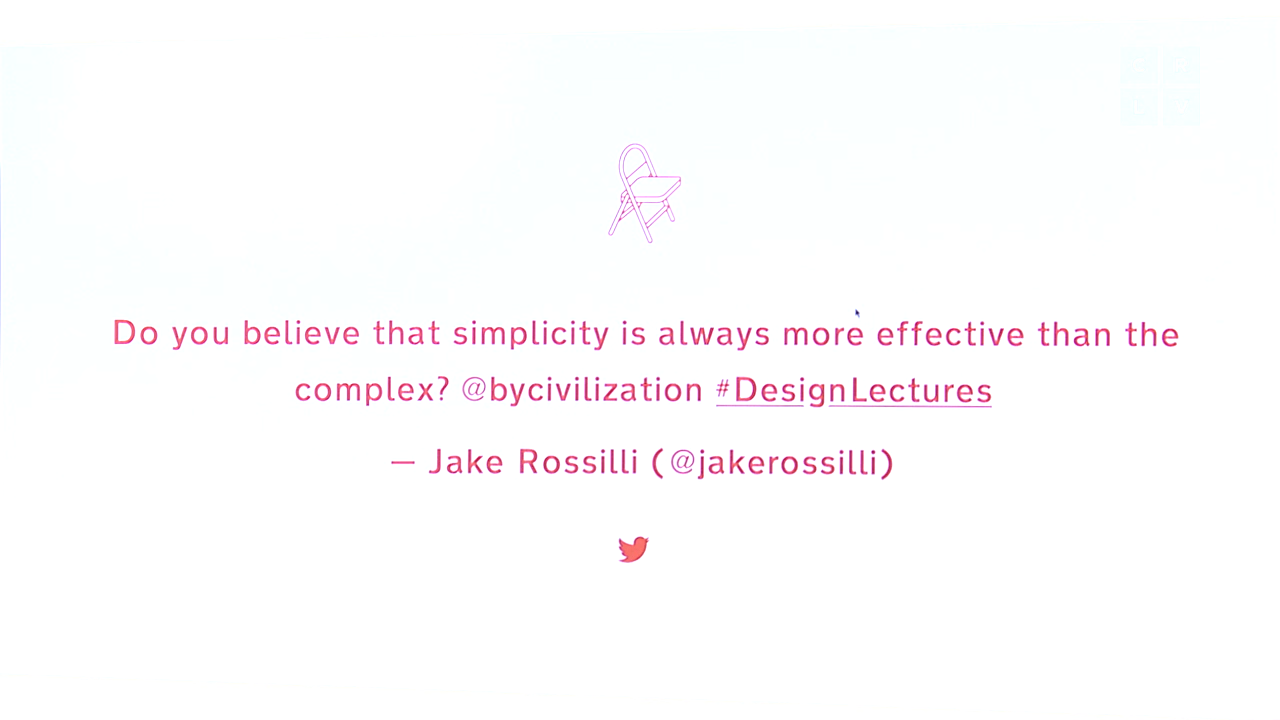 Do you believe that simplicity is always more effective than the
complex? @bycivilization #DesignLectures
— Jake Rossilli (@jakerossilli)